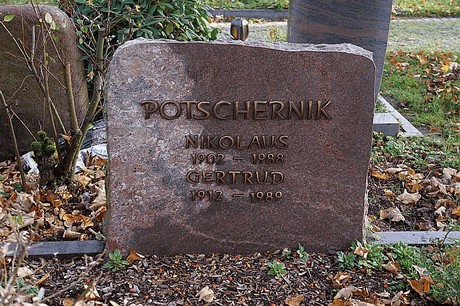 POTSCHERNIK
NIKOLAUS
1902 – 1988
GERTRUD
1912 – 1989